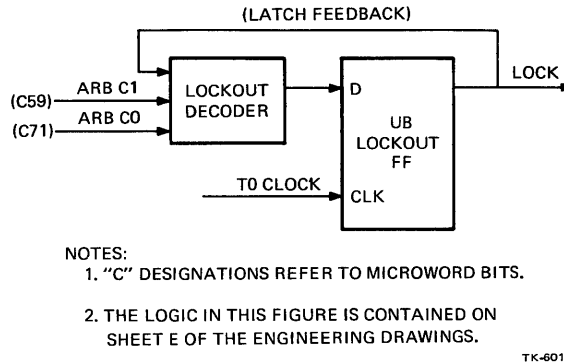 (LATCH FEEDBACK)
LOCK
(C59) ARB C1
(C71) ARB C0
LOCKOUT
DECODER
D
UB
LOCKOUT
FF
T0 CLOCK
CLK
NOTES:
1. "C" DESIGNATIONS REFER TO MICROWORD BITS.
2. THE LOGIC IN THIS FIGURE IS CONTAINED ON
SHEET E OF THE ENGINEERING DRAWINGS.
TK-601